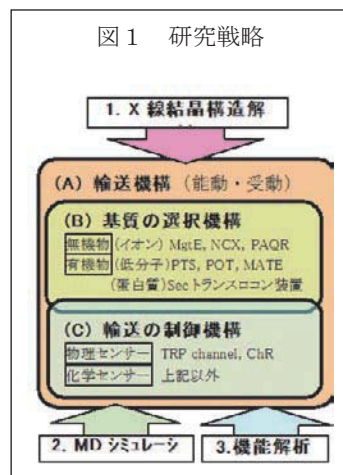 図1 研究戦略
1. X 線結晶構造解
(A) 輸送機構 (能動・受動)
(B) 基質の選択機構
無機物 (イオン) MgtE, NCX, PAQR
有機物 (低分子) PTS, POT, MATE
(蛋白質) Sec トランスロコン装置
(C) 輸送の制御機構
物理センサー TRP channel, ChR
化学センサー 上記以外
2. MD シミュレーシ
3.機能解析